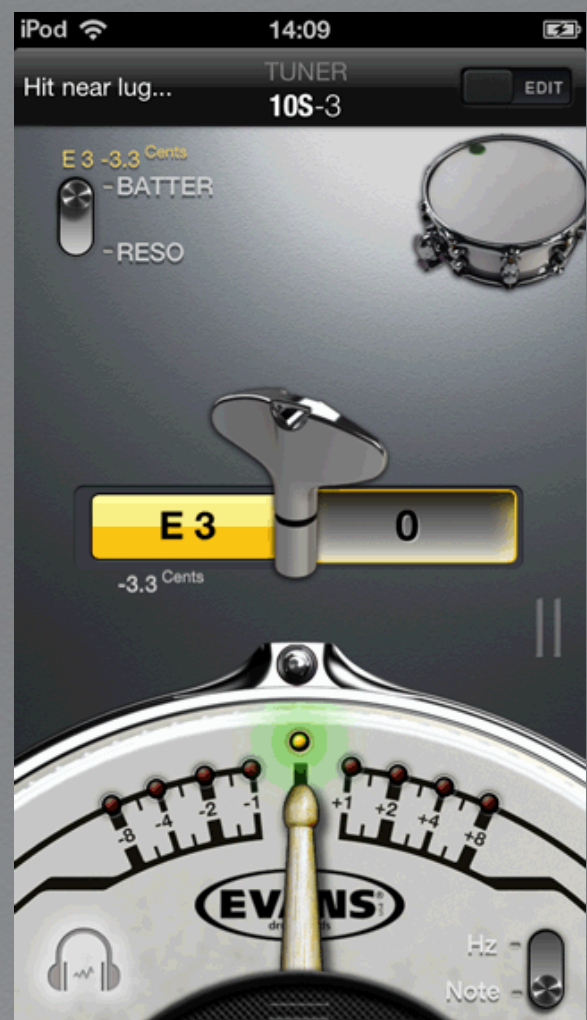 iPod 14:09
TUNER
Hit near lug... 10S-3 EDIT
E 3 -3.3 Cents
BATTER
RESO
E 3 0
-3.3 Cents
-8 -4 -2 -1 +1 +2 +4 +8
EVANS®
Hz
Note